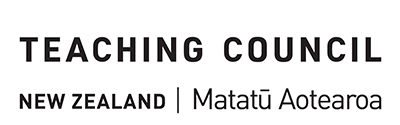 TEACHING COUNCIL
NEW ZEALAND | Matatū Aotearoa